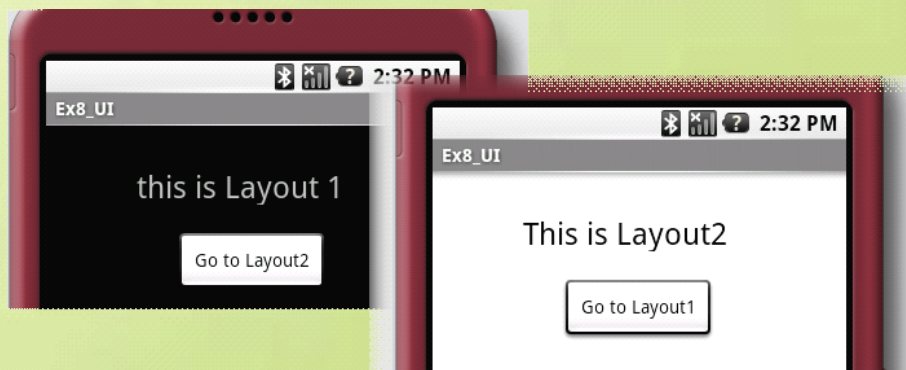 2:32 PM
Ex8_UI
this is Layout 1
Go to Layout2
2:32 PM
Ex8_UI
This is Layout2
Go to Layout1